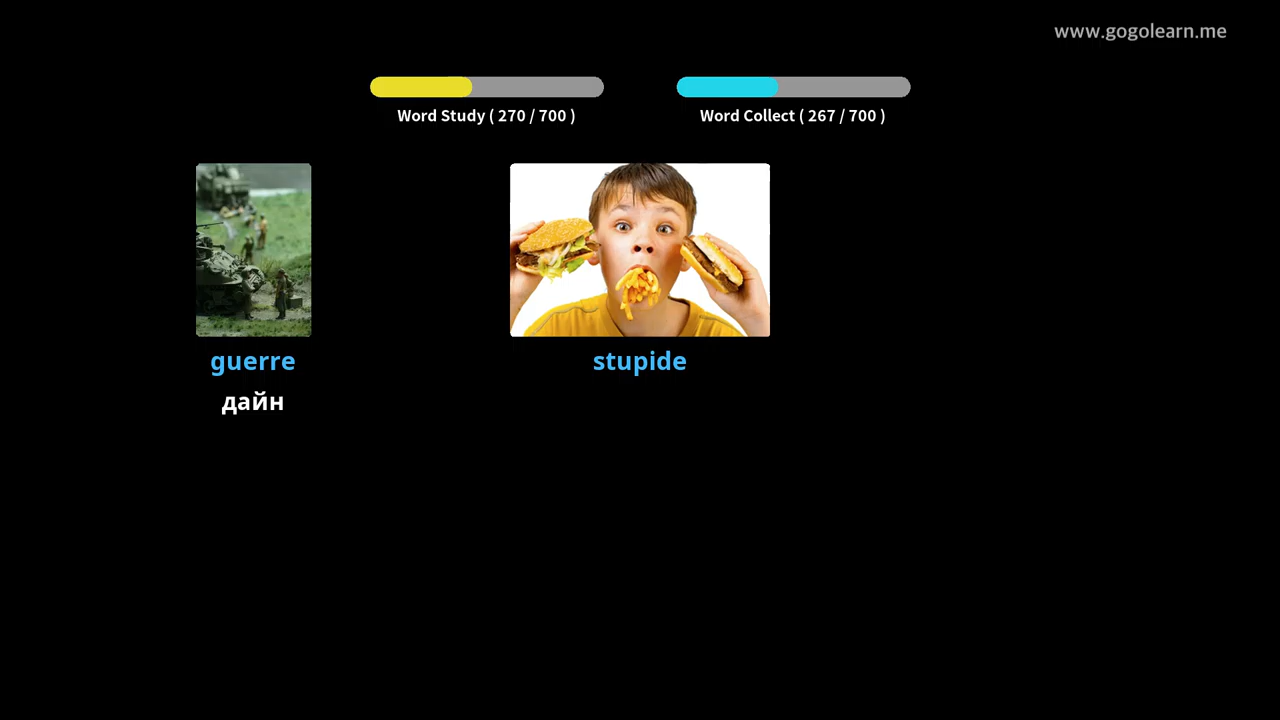 www.gogolearn.me
Word Study ( 270 / 700 )
Word Collect ( 267 / 700 )
guerre
stupide
дайн